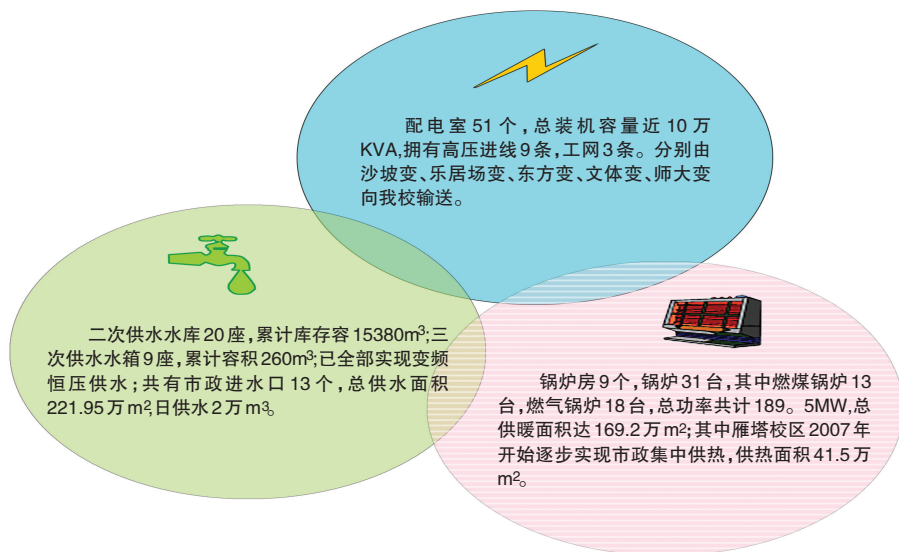 配电室51个，总装机容量近10万
KVA,拥有高压进线9条，工网3条。分别由
沙坡变、乐居场变、东方变、文体变、师大变
向我校输送。
二次供水水库20座，累计库存容15380m³;三
次供水水箱9座，累计容积260m³;已全部实现变频
恒压供水；共有市政进水口13个，总供水面积
221.95万m²,日供水2万m³。
锅炉房9个，锅炉31台，其中燃煤锅炉13
台，燃气锅炉18台，总功率共计189。5MW,总
供暖面积达169.2万m²;其中雁塔校区2007年
开始逐步实现市政集中供热，供热面积41.5万
m²。